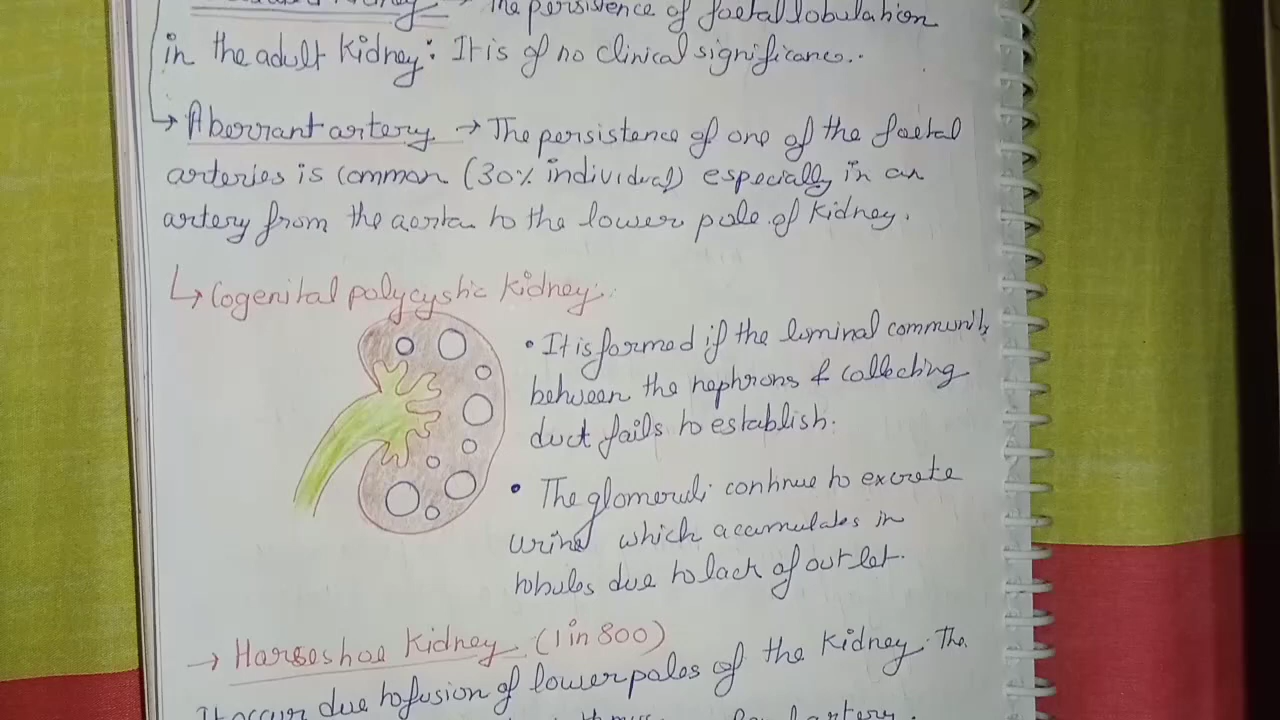 Kidney → The persistence of foetal lobulation
in the adult kidney: It is of no clinical significance..
↳ Aberrant artery → The persistence of one of the foetal
arteries is common (30% individual) especially in an
artery from the aorta to the lower pole of kidney.
↳ Cogenital polycystic kidney:
• It is formed if the luminal
between the nephrons & collecting
duct fails to establish.
• The glomeruli continue to excrete
urine which accumulates in
tobules due to lack of outlet.
→ Horseshoe Kidney (1 in 800)
It occur due to fusion of lower poles of the kidney. The
artery.